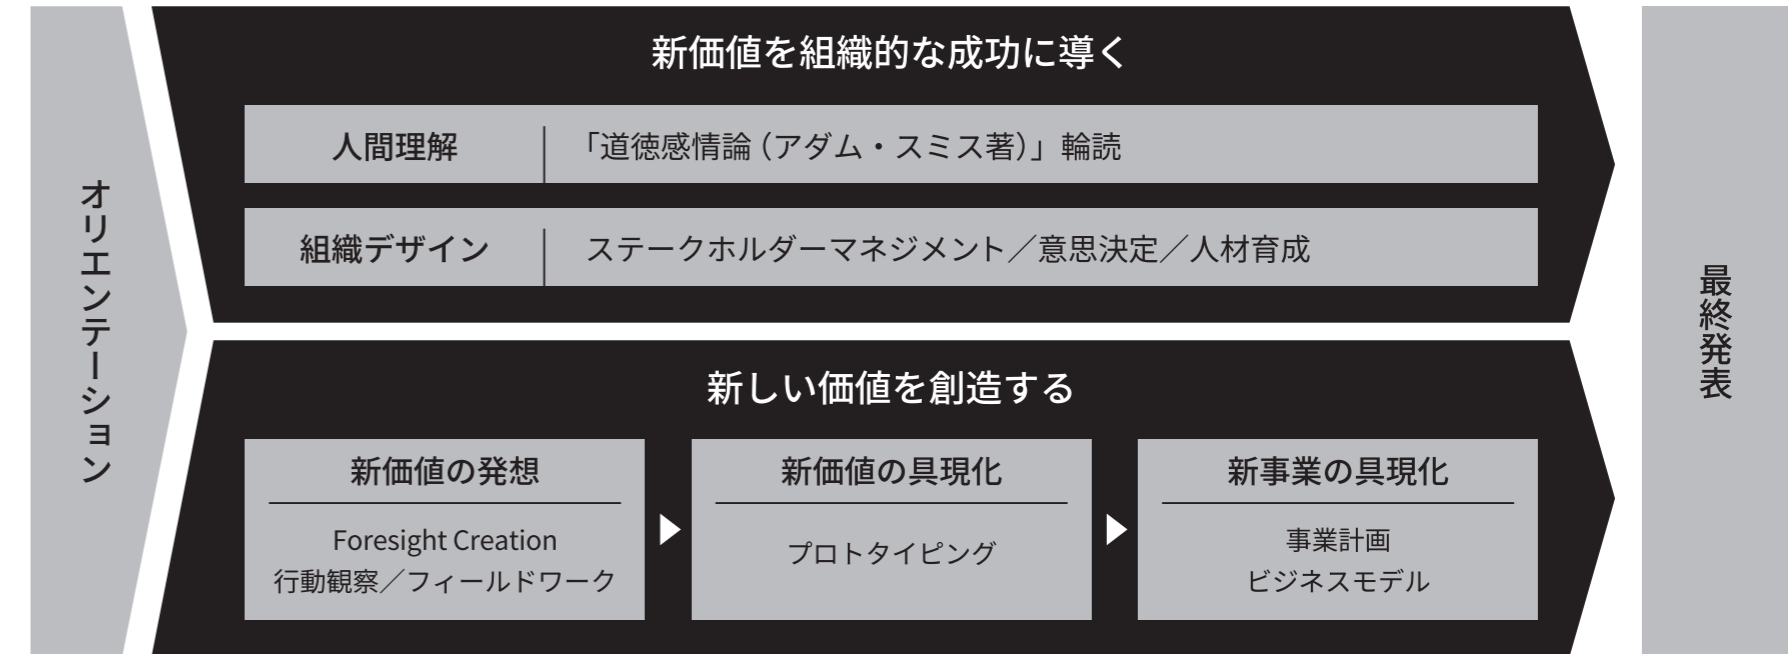 オリエンテーション
新価値を組織的な成功に導く
人間理解
「道徳感情論（アダム・スミス著）」輪読
組織デザイン
ステークホルダーマネジメント／意思決定／人材育成
新しい価値を創造する
新価値の発想
Foresight Creation
行動観察／フィールドワーク
新価値の具現化
プロトタイピング
新事業の具現化
事業計画
ビジネスモデル
最終発表